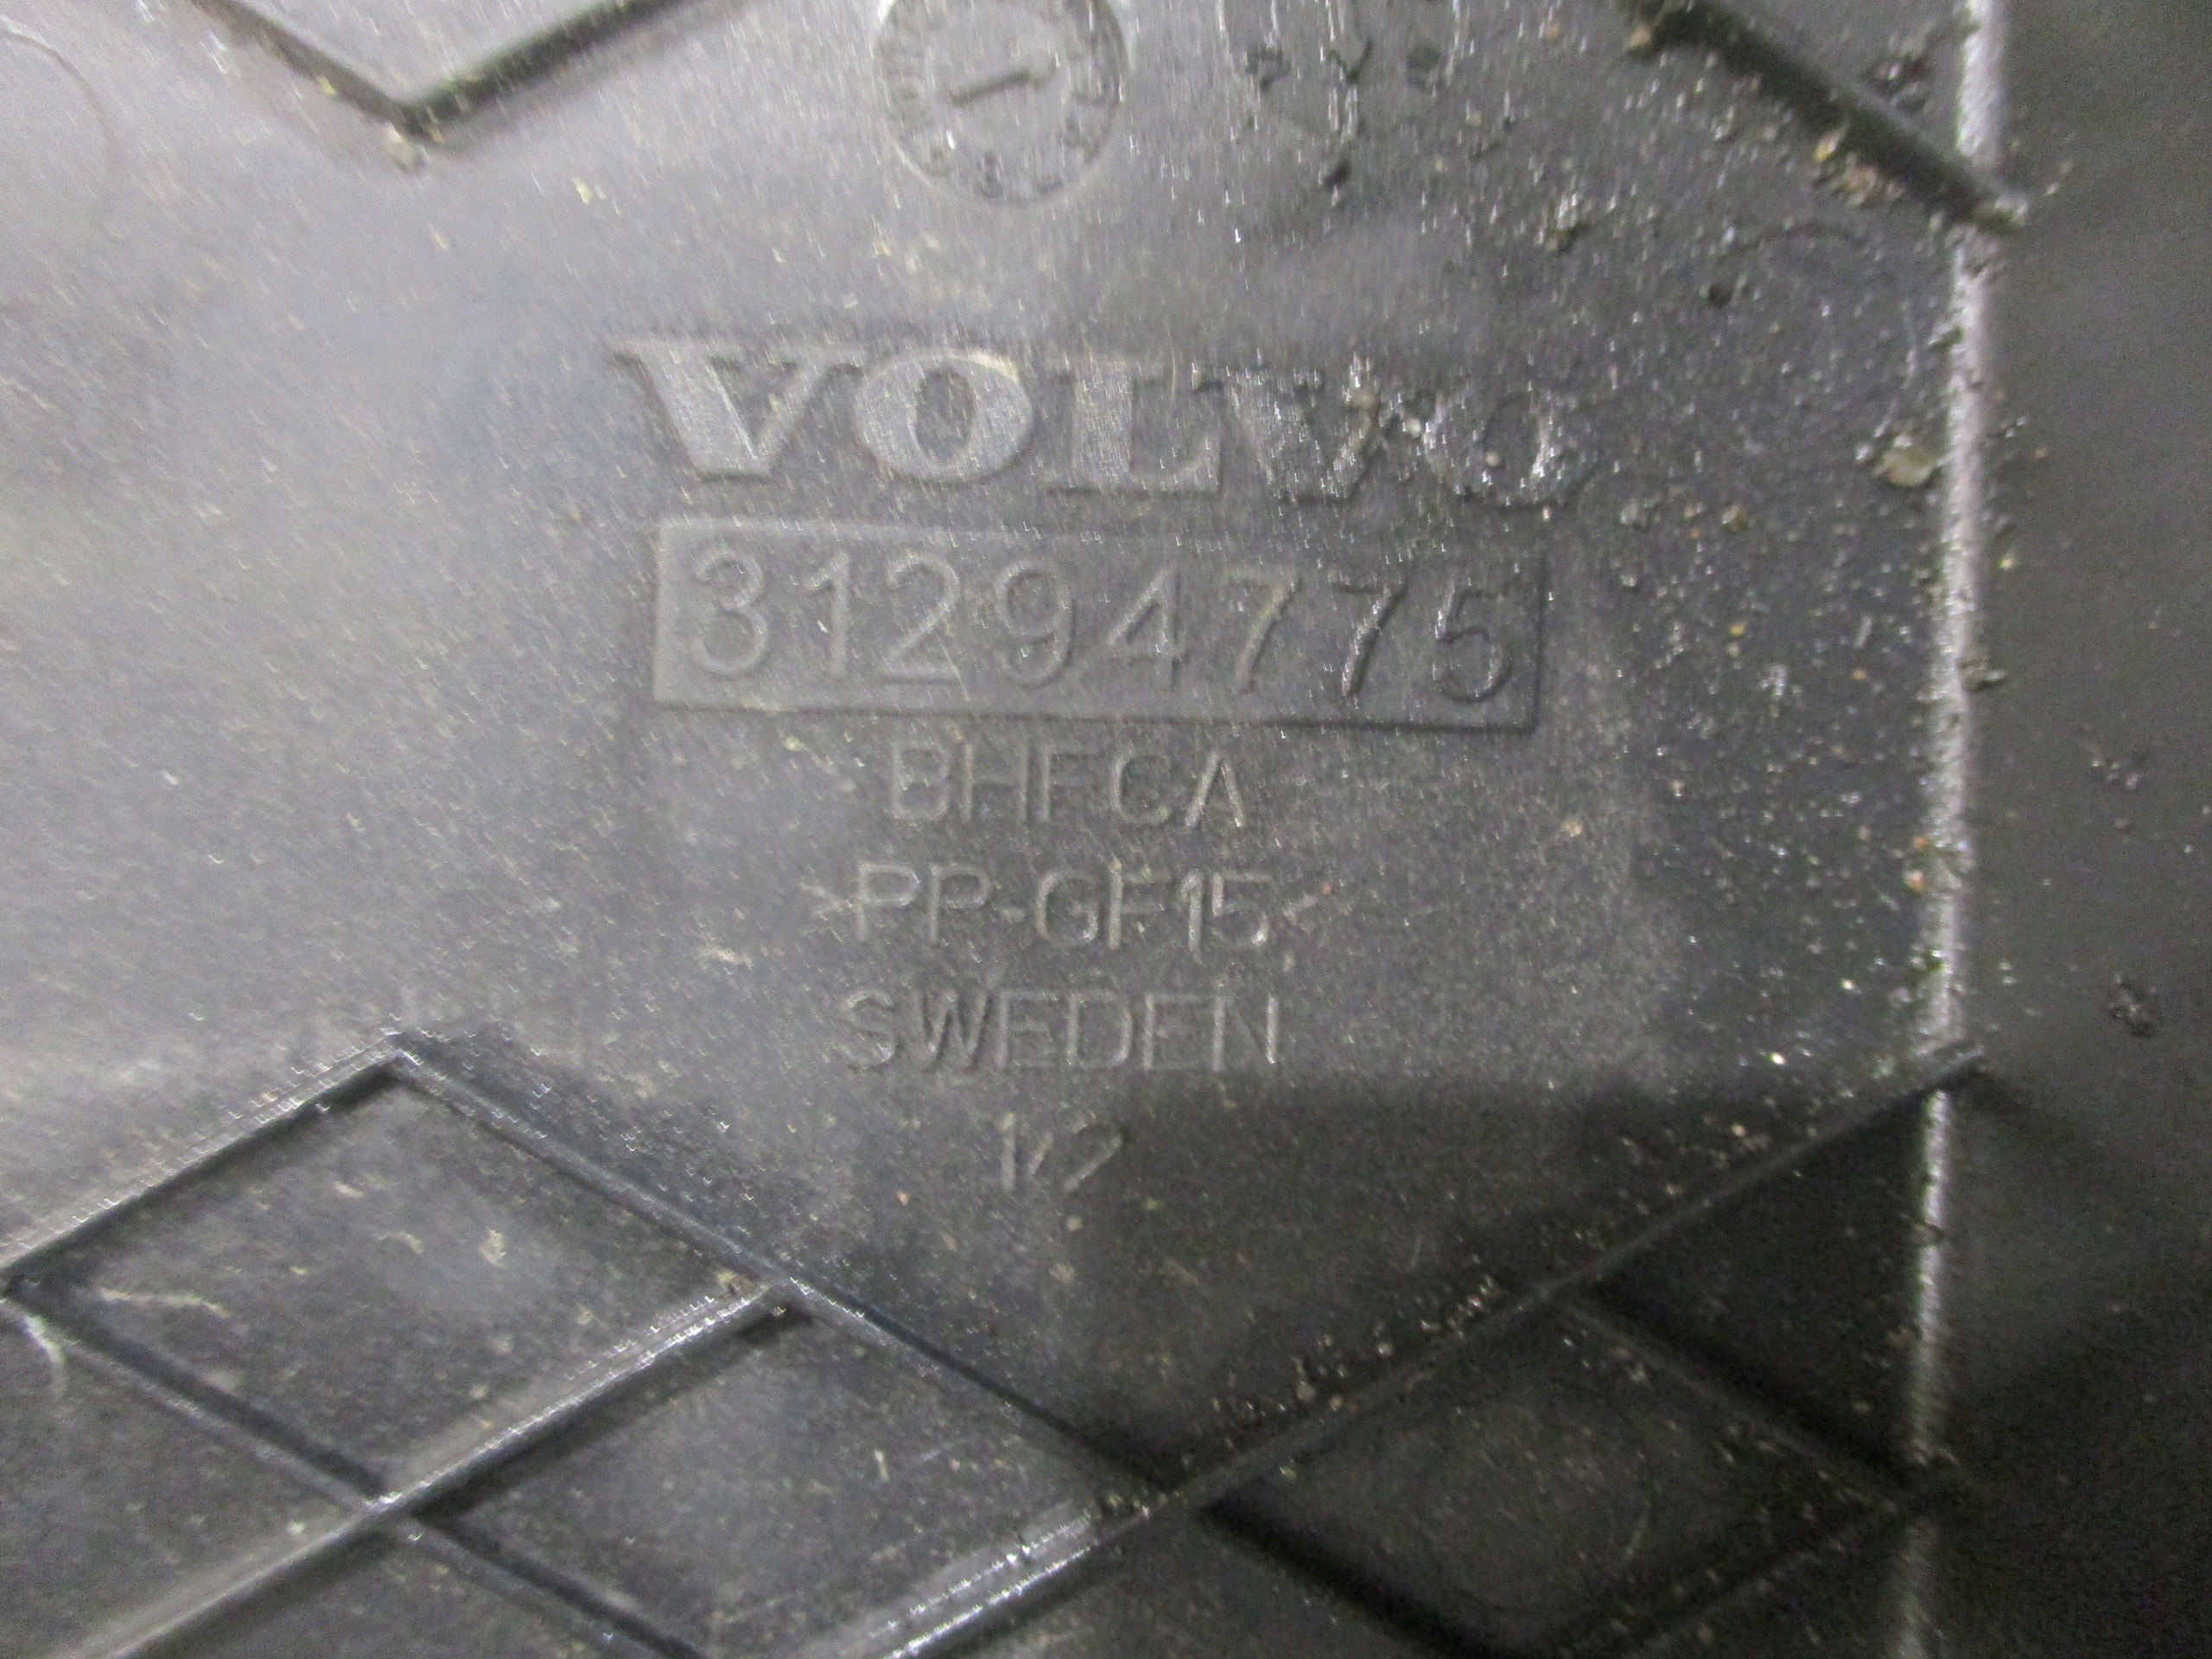 VOLVO
31294775
BHFCA
>PP-GF15<
SWEDEN
1/2